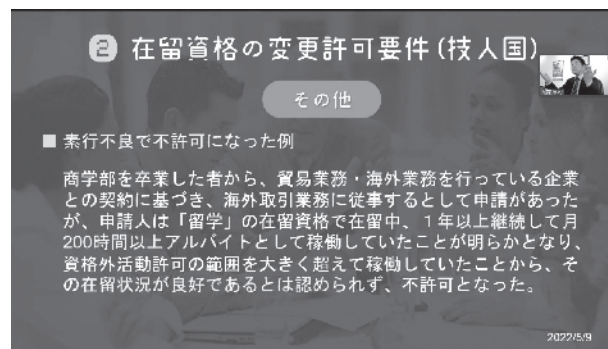 ② 在留資格の変更許可要件(技人国)
その他
■ 素行不良で不許可になった例
商学部を卒業した者から、貿易業務・海外業務を行っている企業
との契約に基づき、海外取引業務に従事するとして申請があった
が、申請人は「留学」の在留資格で在留中、１年以上継続して月
200時間以上アルバイトとして稼働していたことが明らかとなり、
資格外活動許可の範囲を大きく超えて稼働していたことから、そ
の在留状況が良好であるとは認められず、不許可となった。
2022/5/9